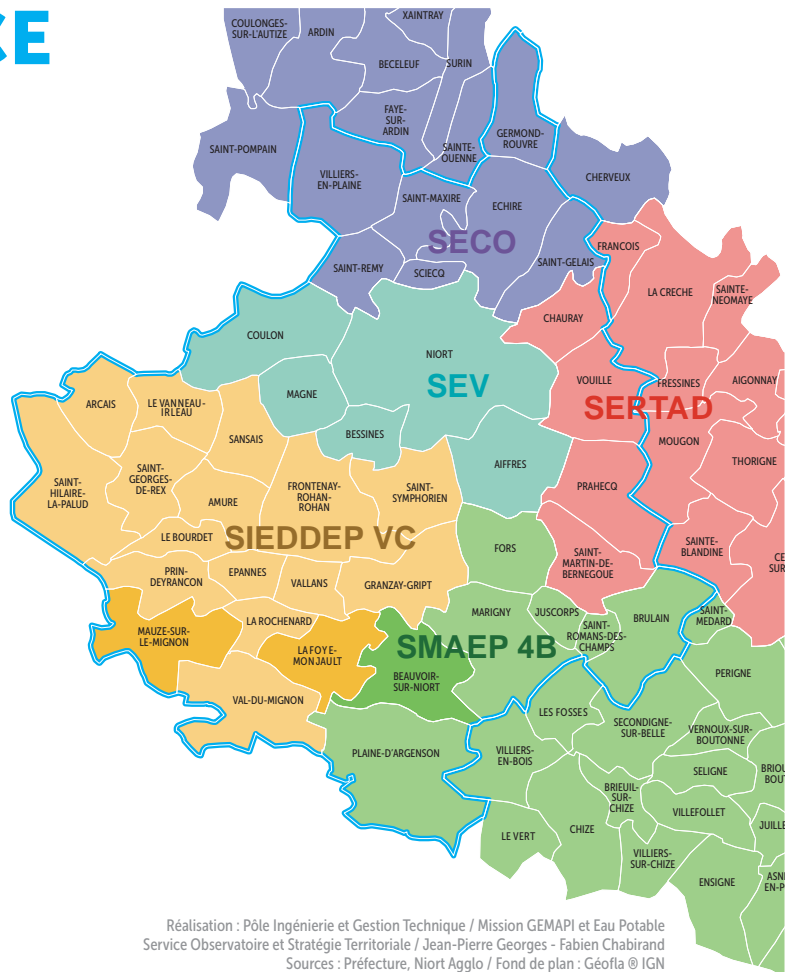 CE
COULONGES-
SUR-L'AUTIZE
ARDIN
XAINTRAY
BECELEUF
SURIN
FAYE-
SUR-
ARDIN
SAINTE-
OUENNE
GERMOND-
ROUVRE
SAINT-POMPAIN
VILLIERS-
EN-PLAINE
CHERVEUX
SAINT-MAXIRE
ECHIRE
SECO
FRANCOIS
SAINT-REMY
SCIECQ
SAINT-GELAIS
LA CRECHE
SAINTE-
NEOMAYE
CHAURAY
COULON
NIORT
MAGNE
SEV
VOUILLE
FRESSINES
AIGONNAY
SERTAD
ARCAIS
LE VANNEAU-
IRLEAU
SANSAIS
BESSINES
MOUGON
THORIGNE
AIFFRES
SAINT-
HILAIRE-
LA-PALUD
SAINT-
GEORGES-
DE-REX
AMURE
FRONTENAY-
ROHAN-
ROHAN
SAINT-
SYMPHORIEN
PRAHECQ
LE BOURDET
SIEDDEP VC
FORS
SAINT-
MARTIN-DE-
BERNEGOUE
SAINTE-
BLANDINE
CE
SUR
PRIN-
DEYRANCON
EPANNES
VALLANS
GRANZAY-GRIPT
MAUZE-SUR-
LE-MIGNON
LA ROCHENARD
LA FOYE-
MONJAULT
MARIGNY
JUSCORPS
SAINT-
ROMANS-DES-
CHAMPS
BRULAIN
SAINT-
MEDARD
SMAEP 4B
BEAUVOIR-
SUR-NIORT
VAL-DU-MIGNON
PERIGNE
LES FOSSES
SECONDIGNE-
SUR-BELLE
VERNOUX-SUR-
BOUTONNE
PLAINE-D'ARGENSON
VILLIERS-
EN-BOIS
SELIGNE
BRIOU
BOUT
BRIEUIL-
SUR-
CHIZE
VILLEFOLLET
LE VERT
CHIZE
JUILLE
VILLIERS-
SUR-CHIZE
ENSIGNE
ASNI
EN-P
Réalisation : Pôle Ingénierie et Gestion Technique / Mission GEMAPI et Eau Potable
Service Observatoire et Stratégie Territoriale / Jean-Pierre Georges - Fabien Chabirand
Sources : Préfecture, Niort Agglo / Fond de plan : Géofla ® IGN